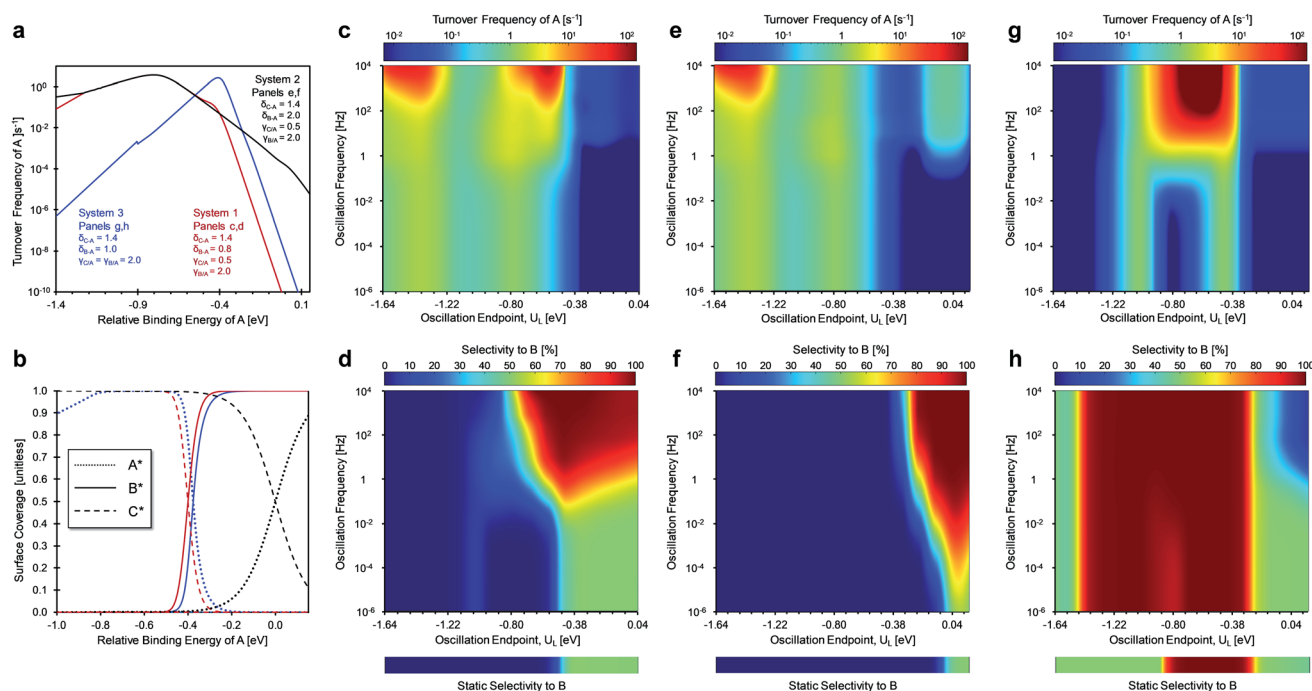 a
Turnover Frequency of A [s⁻¹]
10⁰
10⁻²
10⁻⁴
10⁻⁶
10⁻⁸
10⁻¹⁰
-1.4
-0.9
-0.4
0.1
Relative Binding Energy of A [eV]
System 2
Panels e,f
δC-A = 1.4
δB-A = 2.0
γC/A = 0.5
γB/A = 2.0
System 3
Panels g,h
δC-A = 1.4
δB-A = 1.0
γC/A = γB/A = 2.0
System 1
Panels c,d
δC-A = 1.4
δB-A = 0.8
γC/A = 0.5
γB/A = 2.0
b
Surface Coverage [unitless]
1.0
0.9
0.8
0.7
0.6
0.5
0.4
0.3
0.2
0.1
0.0
-1.0
-0.8
-0.6
-0.4
-0.2
0.0
Relative Binding Energy of A [eV]
A*
B*
C*
c
Turnover Frequency of A [s⁻¹]
10⁻²
10⁻¹
1
10¹
10²
Oscillation Frequency [Hz]
10⁴
10²
1
10⁻²
10⁻⁴
10⁻⁶
-1.64
-1.22
-0.80
-0.38
0.04
Oscillation Endpoint, UL [eV]
d
Selectivity to B [%]
0 10 20 30 40 50 60 70 80 90 100
Oscillation Frequency [Hz]
10⁴
10²
1
10⁻²
10⁻⁴
10⁻⁶
-1.64
-1.22
-0.80
-0.38
0.04
Oscillation Endpoint, UL [eV]
Static Selectivity to B
e
Turnover Frequency of A [s⁻¹]
10⁻²
10⁻¹
1
10¹
10²
Oscillation Frequency [Hz]
10⁴
10²
1
10⁻²
10⁻⁴
10⁻⁶
-1.64
-1.22
-0.80
-0.38
0.04
Oscillation Endpoint, UL [eV]
f
Selectivity to B [%]
0 10 20 30 40 50 60 70 80 90 100
Oscillation Frequency [Hz]
10⁴
10²
1
10⁻²
10⁻⁴
10⁻⁶
-1.64
-1.22
-0.80
-0.38
0.04
Oscillation Endpoint, UL [eV]
Static Selectivity to B
g
Turnover Frequency of A [s⁻¹]
10⁻²
10⁻¹
1
10¹
10²
Oscillation Frequency [Hz]
10⁴
10²
1
10⁻²
10⁻⁴
10⁻⁶
-1.64
-1.22
-0.80
-0.38
0.04
Oscillation Endpoint, UL [eV]
h
Selectivity to B [%]
0 10 20 30 40 50 60 70 80 90 100
Oscillation Frequency [Hz]
10⁴
10²
1
10⁻²
10⁻⁴
10⁻⁶
-1.64
-1.22
-0.80
-0.38
0.04
Oscillation Endpoint, UL [eV]
Static Selectivity to B